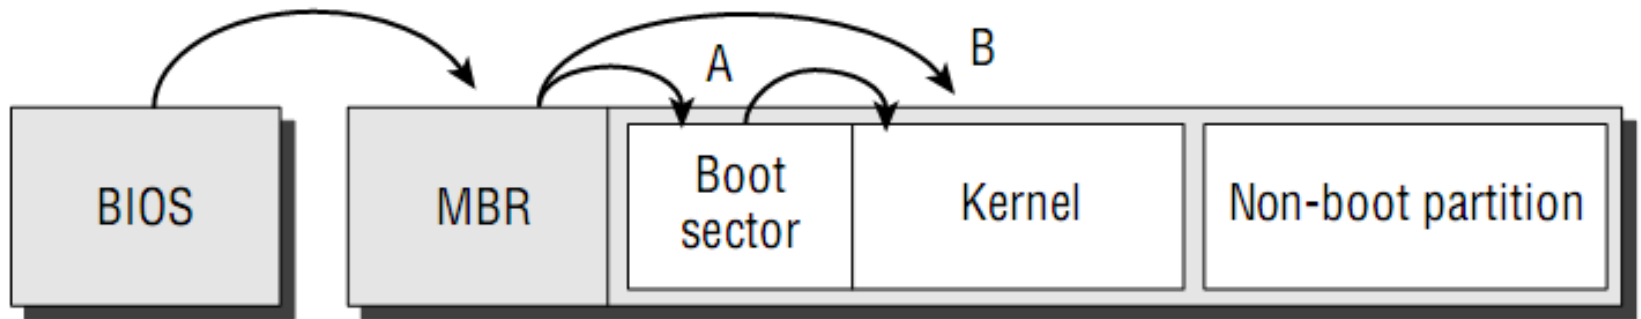 A
B
BIOS
MBR
Boot
sector
Kernel
Non-boot partition